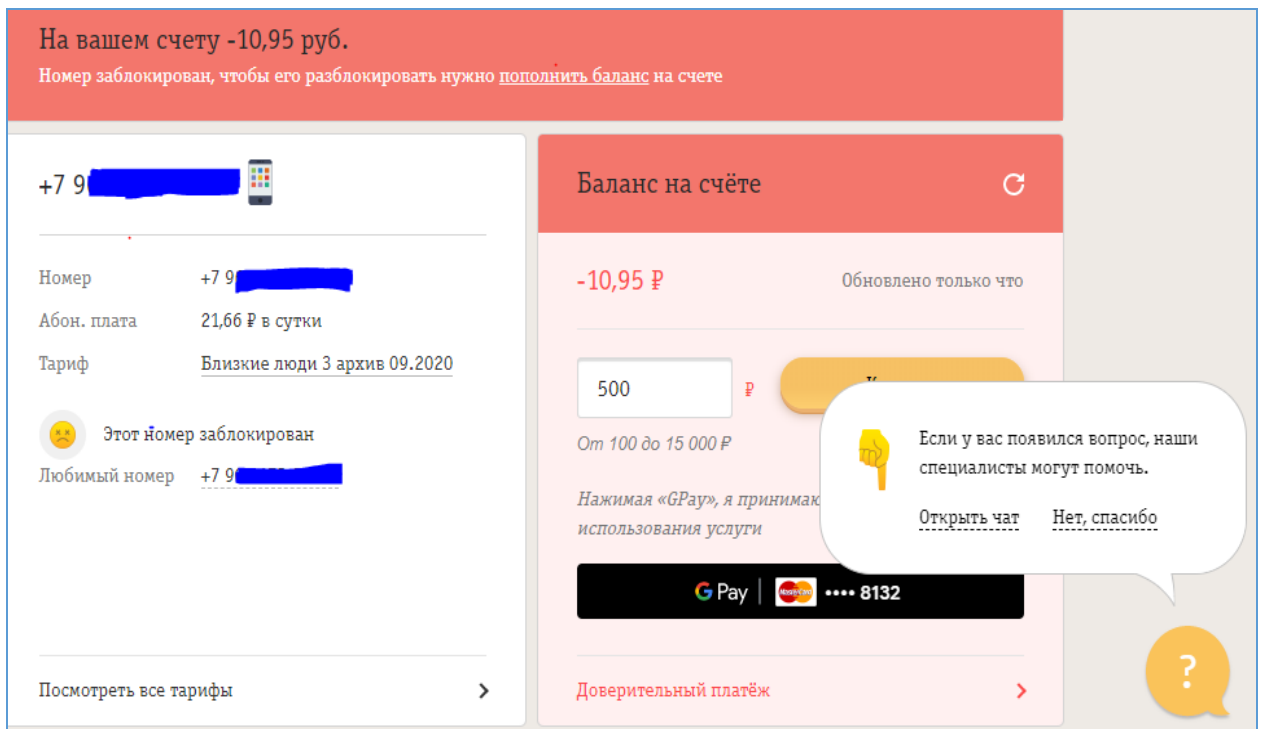 На вашем счету -10,95 руб.
Номер заблокирован, чтобы его разблокировать нужно пополнить баланс на счете
+7 9
Номер +7 9
Абон. плата 21,66 ₽ в сутки
Тариф Близкие люди 3 архив 09.2020
Этот номер заблокирован
Любимый номер +7 9
Посмотреть все тарифы
Баланс на счёте
-10,95 ₽ Обновлено только что
500 ₽
От 100 до 15 000 ₽
Нажимая «GPay», я
использования услуги
G Pay MasterCard •••• 8132
Доверительный платёж
Если у вас появился вопрос, наши
специалисты могут помочь.
Открыть чат Нет, спасибо
?